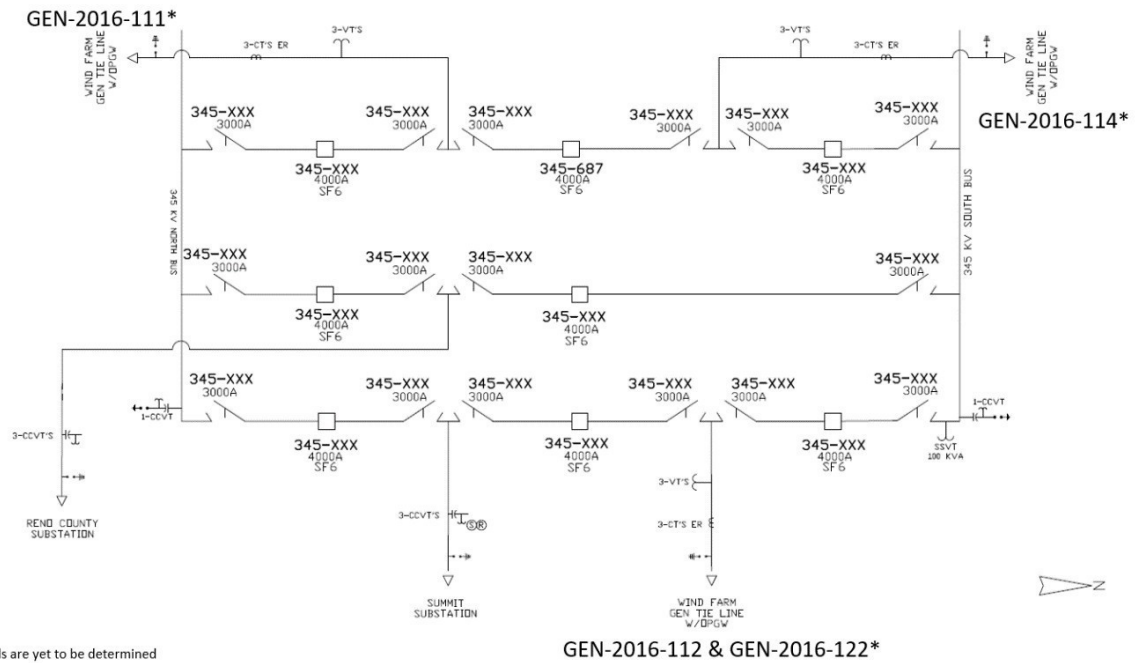 GEN-2016-111*
WIND FARM
GEN TIE LINE
W/OPGW
3-CT'S ER
3-VT'S
3-VT'S
3-CT'S ER
WIND FARM
GEN TIE LINE
W/OPGW
GEN-2016-114*
345-XXX
3000A
345-XXX
4000A
SF6
345-XXX
3000A
345-XXX
3000A
345-687
4000A
SF6
345-XXX
3000A
345-XXX
3000A
345-XXX
4000A
SF6
345-XXX
3000A
345 KV NORTH BUS
345 KV SOUTH BUS
345-XXX
3000A
345-XXX
4000A
SF6
345-XXX
3000A
345-XXX
3000A
345-XXX
4000A
SF6
345-XXX
3000A
345-XXX
3000A
345-XXX
4000A
SF6
345-XXX
3000A
345-XXX
3000A
345-XXX
4000A
SF6
345-XXX
3000A
345-XXX
3000A
345-XXX
4000A
SF6
345-XXX
3000A
1-CCVT
1-CCVT
SSVT
100 KVA
3-CCVT'S
RENO COUNTY
SUBSTATION
3-CCVT'S
S R
SUMMIT
SUBSTATION
3-VT'S
3-CT'S ER
WIND FARM
GEN TIE LINE
W/OPGW
N
GEN-2016-112 & GEN-2016-122*
ls are yet to be determined